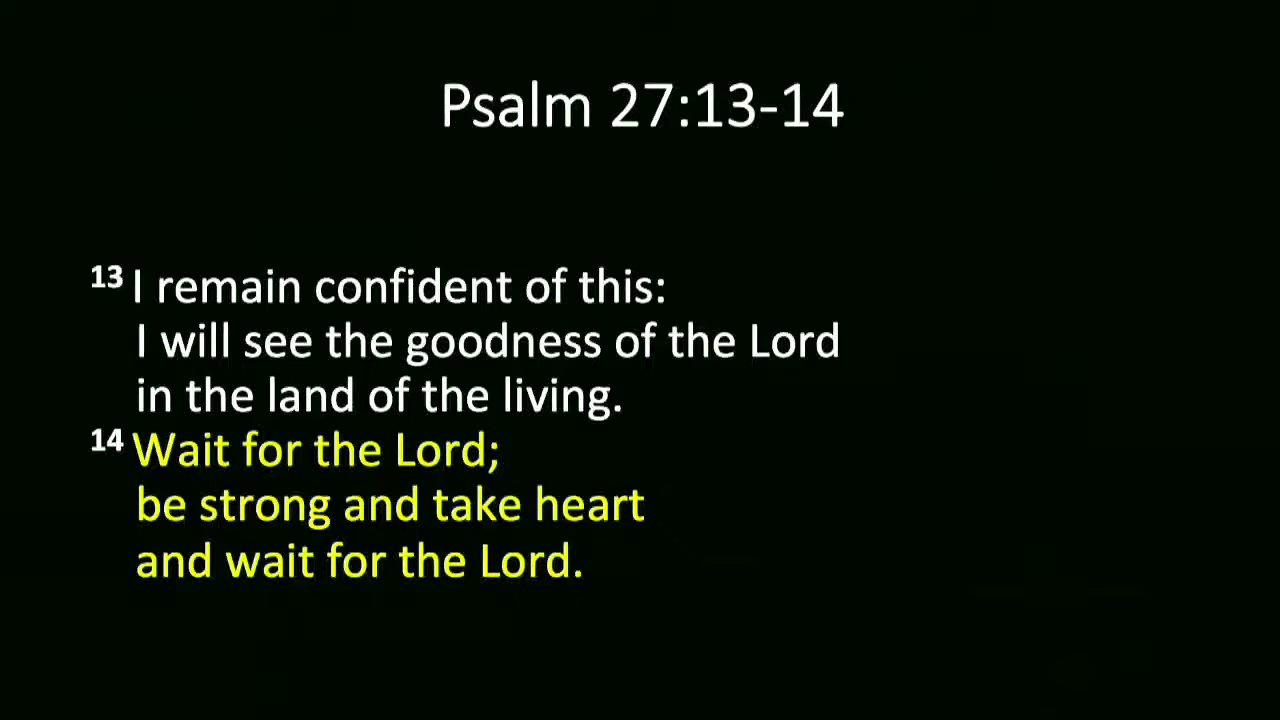 Psalm 27:13-14
13 I remain confident of this:
I will see the goodness of the Lord
in the land of the living.
14 Wait for the Lord;
be strong and take heart
and wait for the Lord.